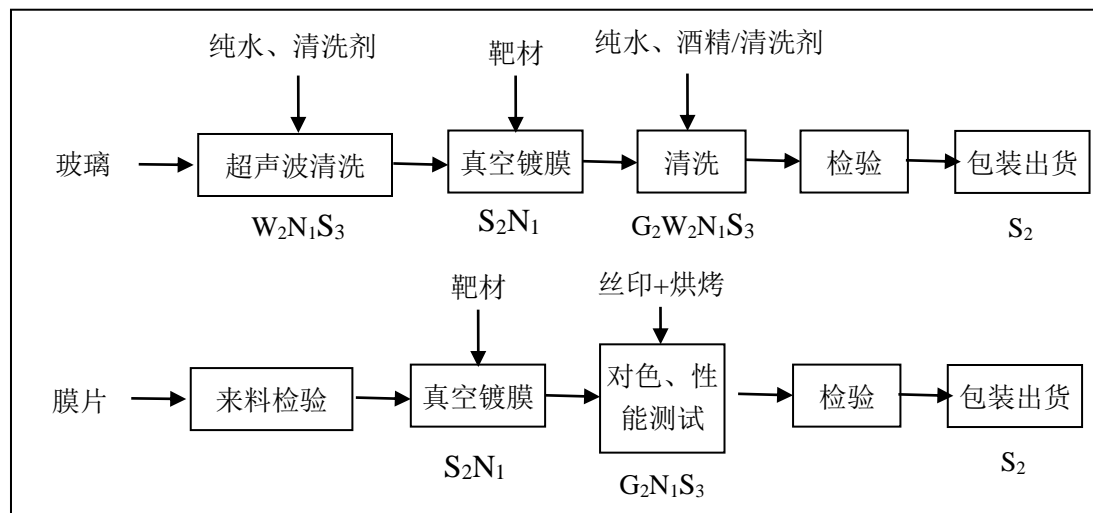 纯水、清洗剂 靶材 纯水、酒精/清洗剂
玻璃 超声波清洗 真空镀膜 清洗 检验 包装出货
W₂N₁S₃ S₂N₁ G₂W₂N₁S₃ S₂
靶材 丝印+烘烤
膜片 来料检验 真空镀膜 对色、性能测试 检验 包装出货
S₂N₁ G₂N₁S₃ S₂